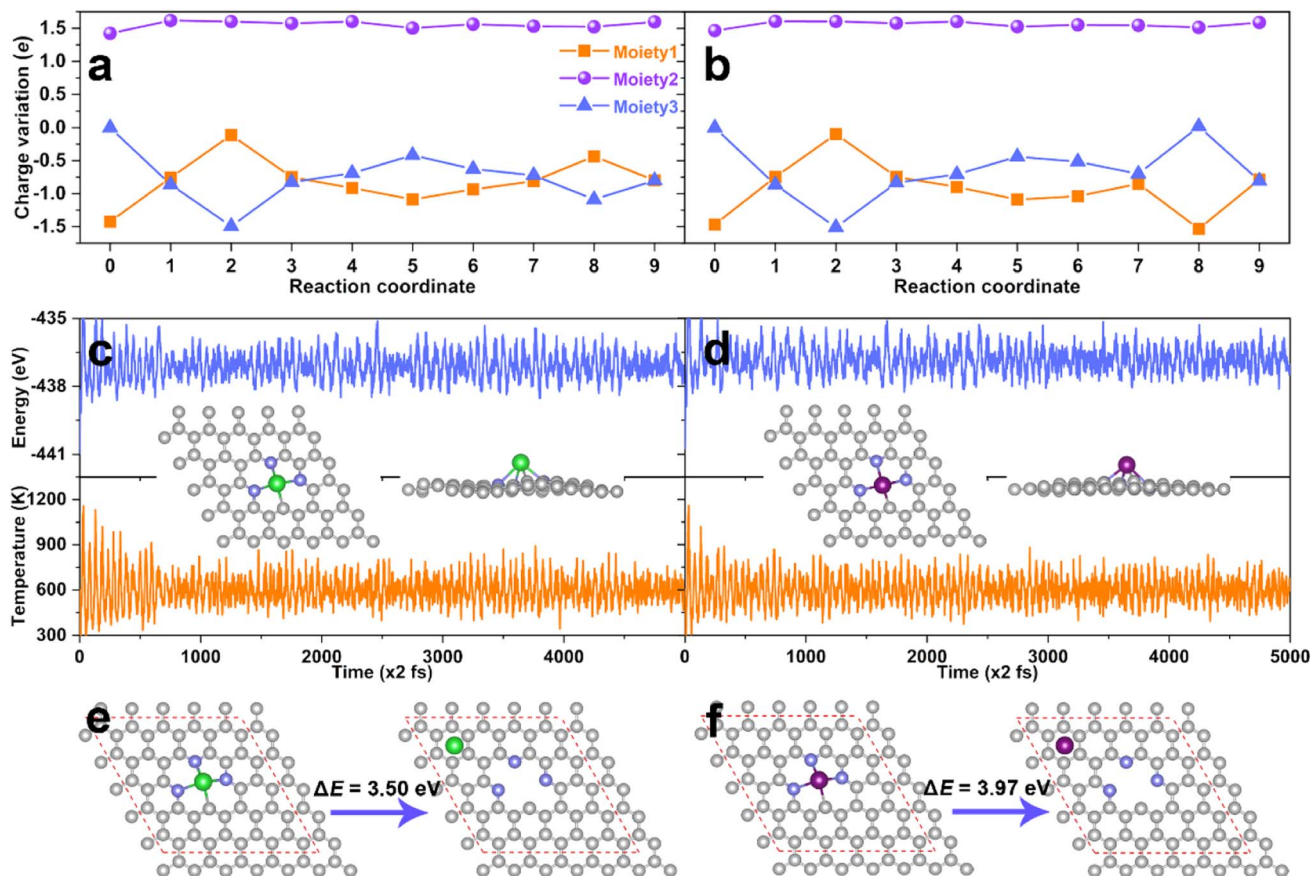 a
b
Charge variation (e)
1.5
1.0
0.5
0.0
-0.5
-1.0
-1.5
Moiety1
Moiety2
Moiety3
0 1 2 3 4 5 6 7 8 9
0 1 2 3 4 5 6 7 8 9
Reaction coordinate
Reaction coordinate
c
d
Energy (eV)
-435
-438
-441
Temperature (K)
1200
900
600
300
0 1000 2000 3000 4000
0 1000 2000 3000 4000 5000
Time (x2 fs)
Time (x2 fs)
e
f
ΔE = 3.50 eV
ΔE = 3.97 eV